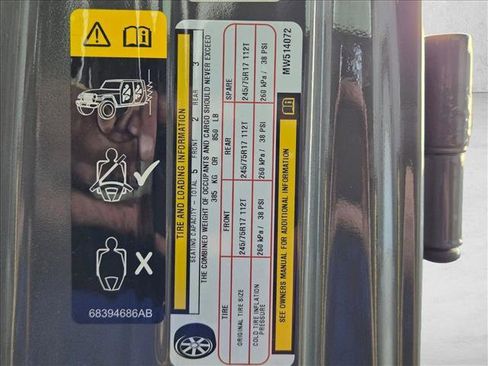 68394686AB
TIRE AND LOADING INFORMATION
SEATING CAPACITY - TOTAL 5 FRONT 2 REAR 3
THE COMBINED WEIGHT OF OCCUPANTS AND CARGO SHOULD NEVER EXCEED
385 KG OR 850 LB
TIRE FRONT REAR SPARE
ORIGINAL TIRE SIZE 245/75R17 112T 245/75R17 112T 245/75R17 112T
COLD TIRE INFLATION PRESSURE 260 kPa / 38 PSI 260 kPa / 38 PSI 260 kPa / 38 PSI
SEE OWNERS MANUAL FOR ADDITIONAL INFORMATION
MW514072